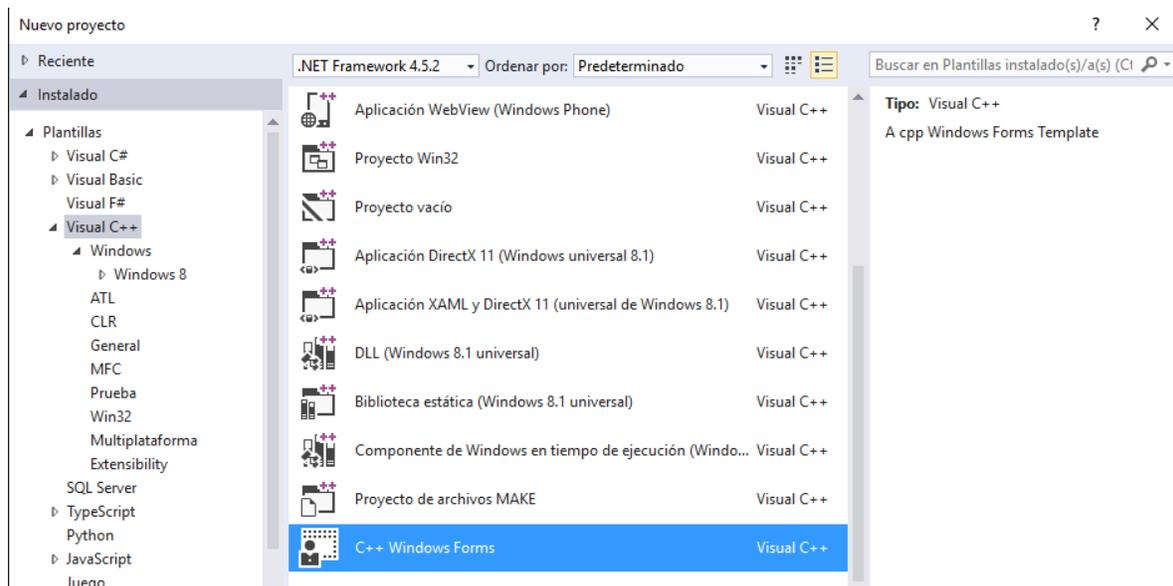 Nuevo proyecto ?
Reciente
Instalado
Plantillas
Visual C#
Visual Basic
Visual F#
Visual C++
Windows
Windows 8
ATL
CLR
General
MFC
Prueba
Win32
Multiplataforma
Extensibility
SQL Server
TypeScript
Python
JavaScript
Juego
.NET Framework 4.5.2 Ordenar por: Predeterminado
Aplicación WebView (Windows Phone) Visual C++
Proyecto Win32 Visual C++
Proyecto vacío Visual C++
Aplicación DirectX 11 (Windows universal 8.1) Visual C++
Aplicación XAML y DirectX 11 (universal de Windows 8.1) Visual C++
DLL (Windows 8.1 universal) Visual C++
Biblioteca estática (Windows 8.1 universal) Visual C++
Componente de Windows en tiempo de ejecución (Windo... Visual C++
Proyecto de archivos MAKE Visual C++
C++ Windows Forms Visual C++
Buscar en Plantillas instalado(s)/a(s) (Ct
Tipo: Visual C++
A cpp Windows Forms Template